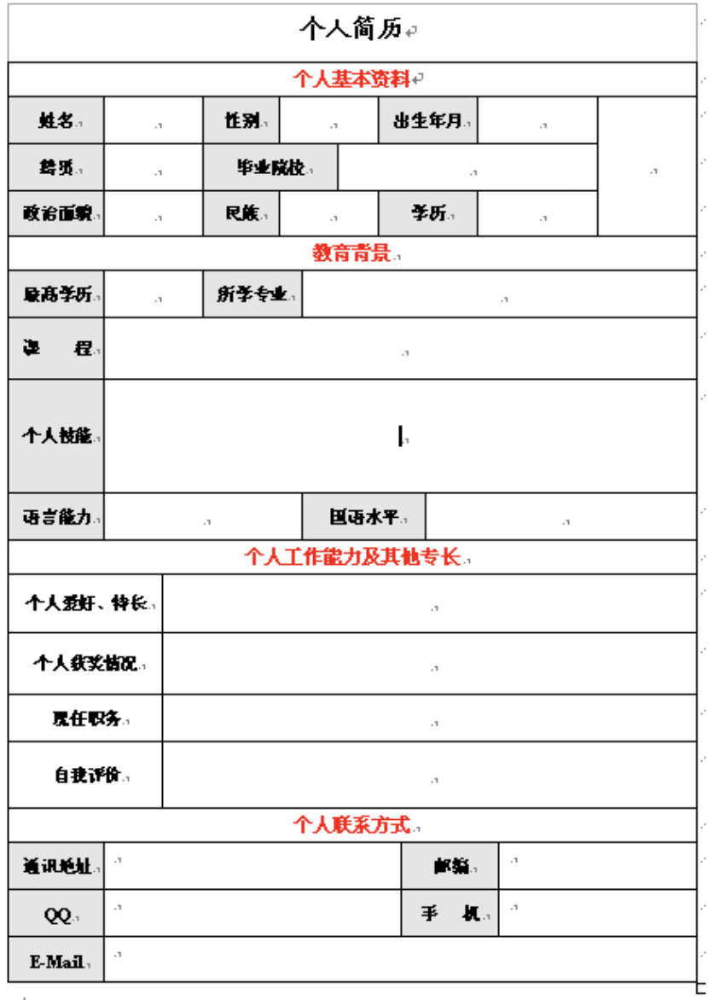 个人简历
个人基本资料
姓名 性别 出生年月
籍贯 毕业院校
政治面貌 民族 学历
教育背景
最高学历 所学专业
课 程
个人技能
语言能力 国语水平
个人工作能力及其他专长
个人爱好、特长
个人获奖情况
现任职务
自我评价
个人联系方式
通讯地址 邮编
QQ 手 机
E-Mail